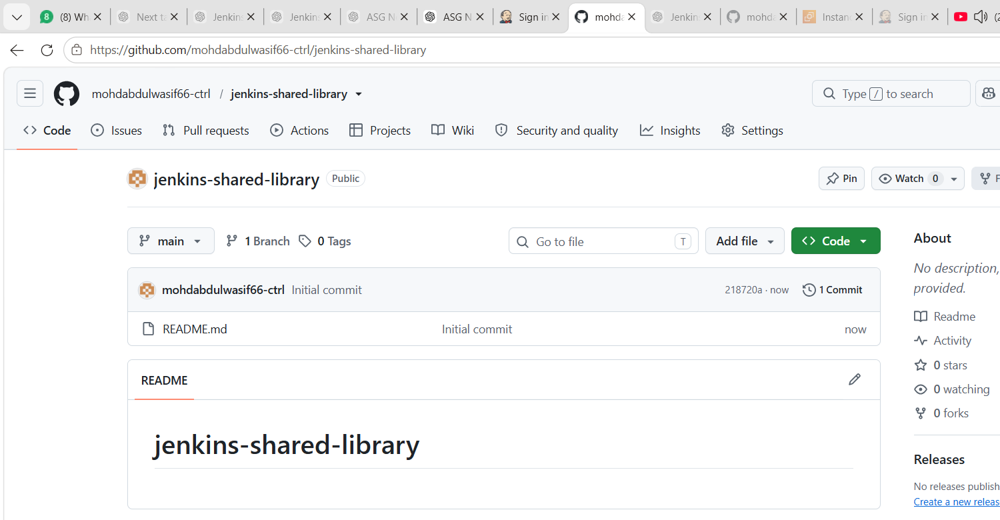 8 (8) Wh Next ta Jenkin Jenkins ASG N ASG N Sign in mohda Jenkin mohda Instan Sign in (2
https://github.com/mohdabdulwasif66-ctrl/jenkins-shared-library
mohdabdulwasif66-ctrl / jenkins-shared-library Type / to search
Code Issues Pull requests Actions Projects Wiki Security and quality Insights Settings
jenkins-shared-library Public Pin Watch 0 F
main 1 Branch 0 Tags Go to file T Add file Code
mohdabdulwasif66-ctrl Initial commit 218720a · now 1 Commit
README.md Initial commit now
README
jenkins-shared-library
About
No description,
provided.
Readme
Activity
0 stars
0 watching
0 forks
Releases
No releases publish
Create a new releas